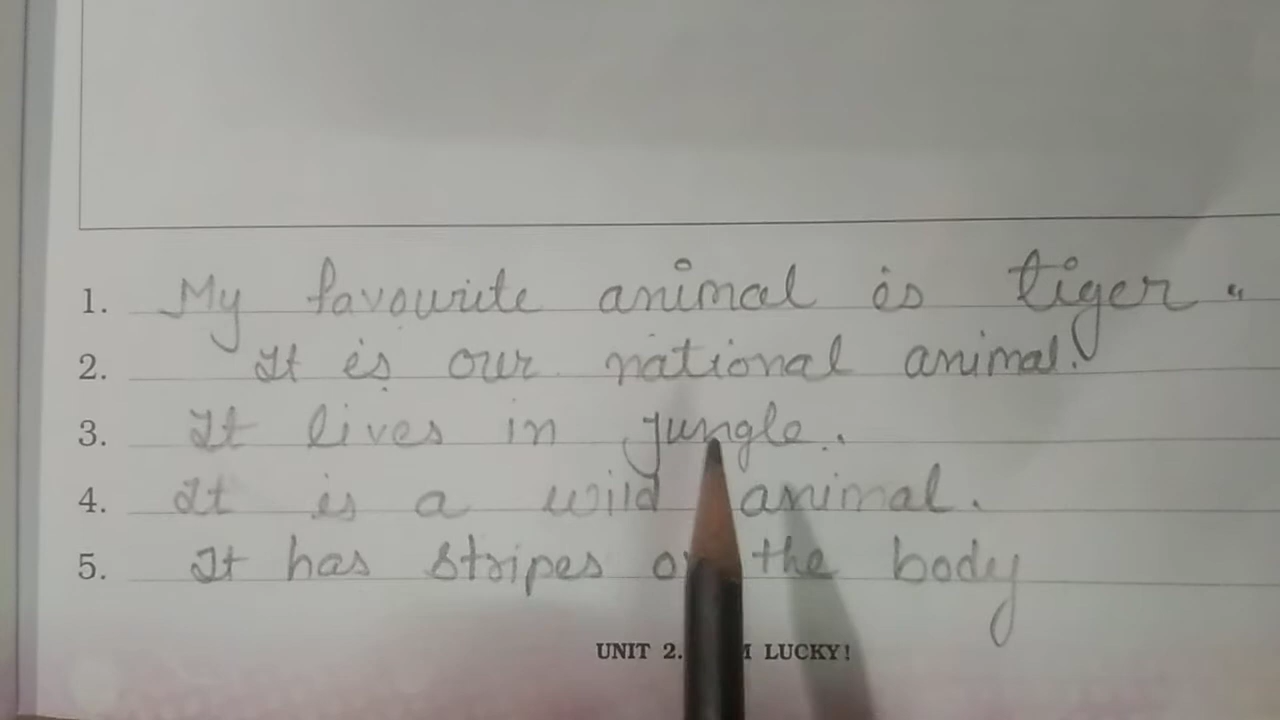 1. My favourite animal is tiger.
2. It is our national animal.
3. It lives in jungle.
4. It is a wild animal.
5. It has stripes on the body
UNIT 2. LUCKY!